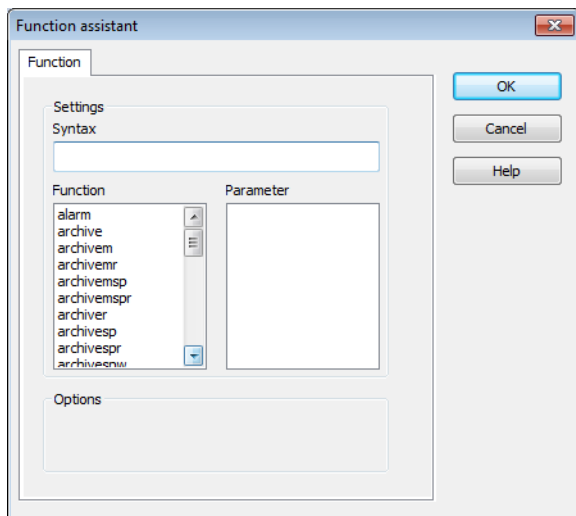 Function assistant
Function
OK
Cancel
Help
Settings
Syntax
Function
Parameter
alarm
archive
archivem
archivemr
archivemsp
archivemspr
archiver
archivesp
archivespr
archivespw
Options